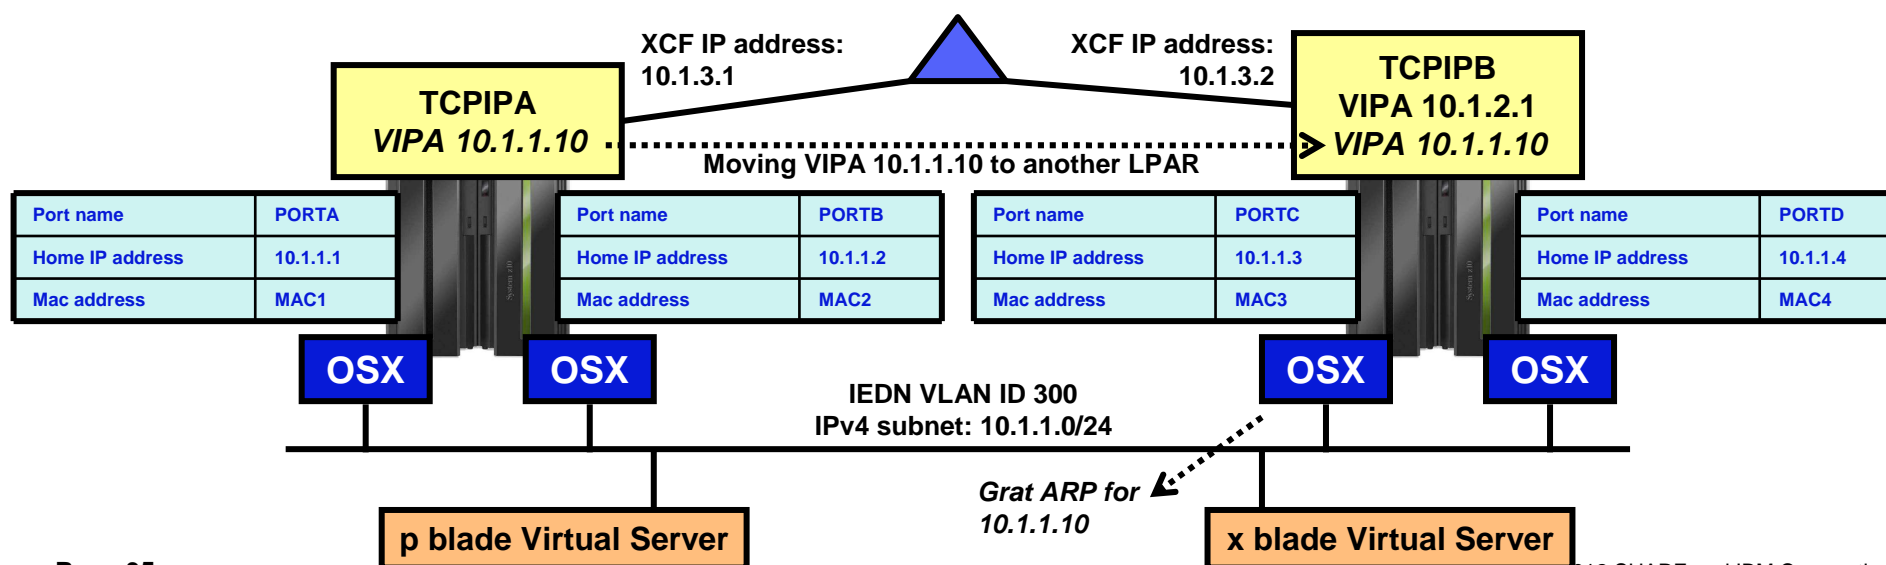 XCF IP address:
10.1.3.1
XCF IP address:
10.1.3.2
TCPIPA
VIPA 10.1.1.10
TCPIPB
VIPA 10.1.2.1
VIPA 10.1.1.10
Moving VIPA 10.1.1.10 to another LPAR
Port name PORTA
Home IP address 10.1.1.1
Mac address MAC1
Port name PORTB
Home IP address 10.1.1.2
Mac address MAC2
Port name PORTC
Home IP address 10.1.1.3
Mac address MAC3
Port name PORTD
Home IP address 10.1.1.4
Mac address MAC4
System z10
System z10
OSX
OSX
OSX
OSX
IEDN VLAN ID 300
IPv4 subnet: 10.1.1.0/24
Grat ARP for
10.1.1.10
p blade Virtual Server
x blade Virtual Server